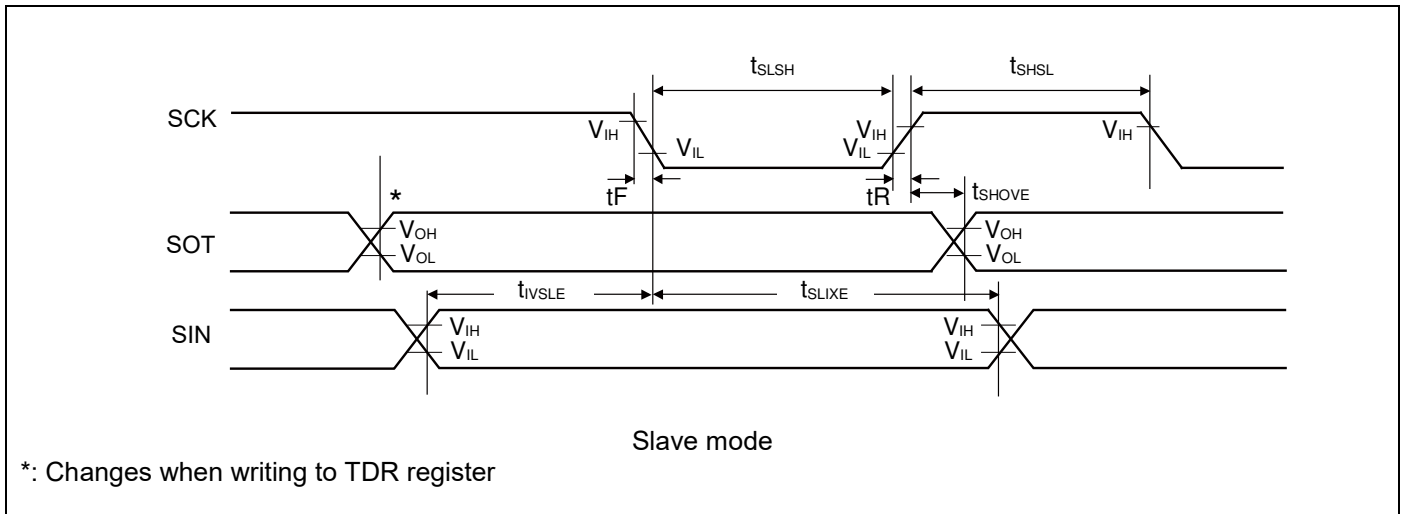 tSLSH tSHSL
SCK VIH VIL VIH VIL VIH
tF tR tSHOVE
*
SOT VOH VOL VOH VOL
tIVSLE tSLIXE
SIN VIH VIL VIH VIL
Slave mode
*: Changes when writing to TDR register